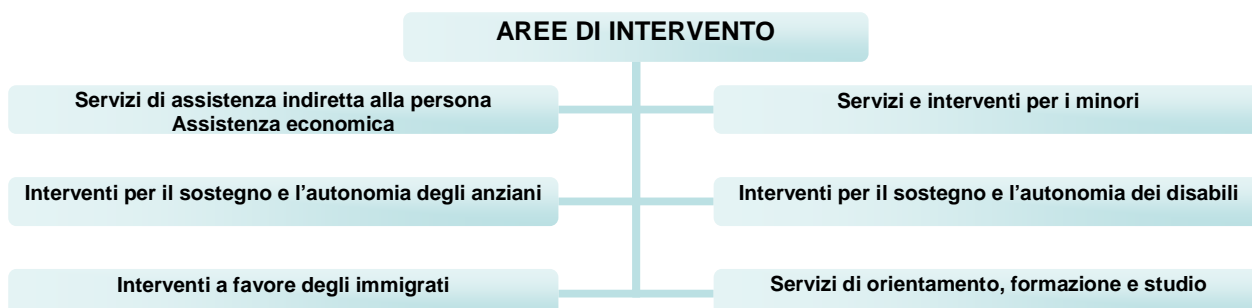 AREE DI INTERVENTO
Servizi di assistenza indiretta alla persona
Assistenza economica
Servizi e interventi per i minori
Interventi per il sostegno e l’autonomia degli anziani
Interventi per il sostegno e l’autonomia dei disabili
Interventi a favore degli immigrati
Servizi di orientamento, formazione e studio